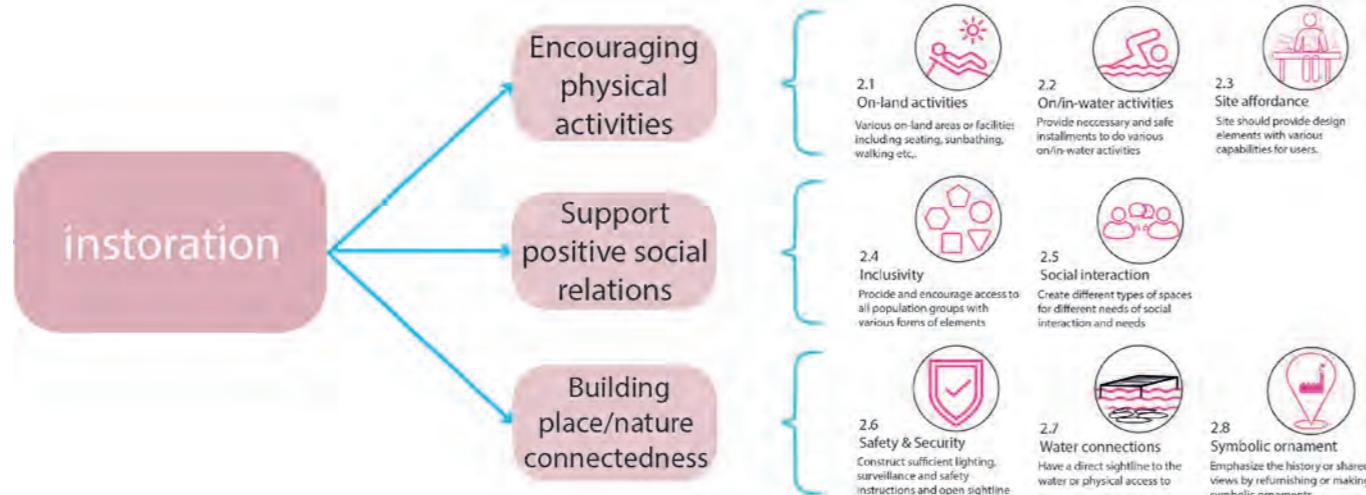 instoration
Encouraging
physical
activities
2.1
On-land activities
Various on-land areas or facilities
including seating, sunbathing,
walking etc,.
2.2
On/in-water activities
Provide neccessary and safe
installments to do various
on/in-water activities
2.3
Site affordance
Site should provide design
elements with various
capabilities for users.
Support
positive social
relations
2.4
Inclusivity
Procide and encourage access to
all population groups with
various forms of elements
2.5
Social interaction
Create different types of spaces
for different needs of social
interaction and needs
Building
place/nature
connectedness
2.6
Safety & Security
Construct sufficient lighting,
surveillance and safety
instructions and open sightline
2.7
Water connections
Have a direct sightline to the
water or physical access to
2.8
Symbolic ornament
Emphasize the history or shared
views by refurnishing or making
symbolic ornaments